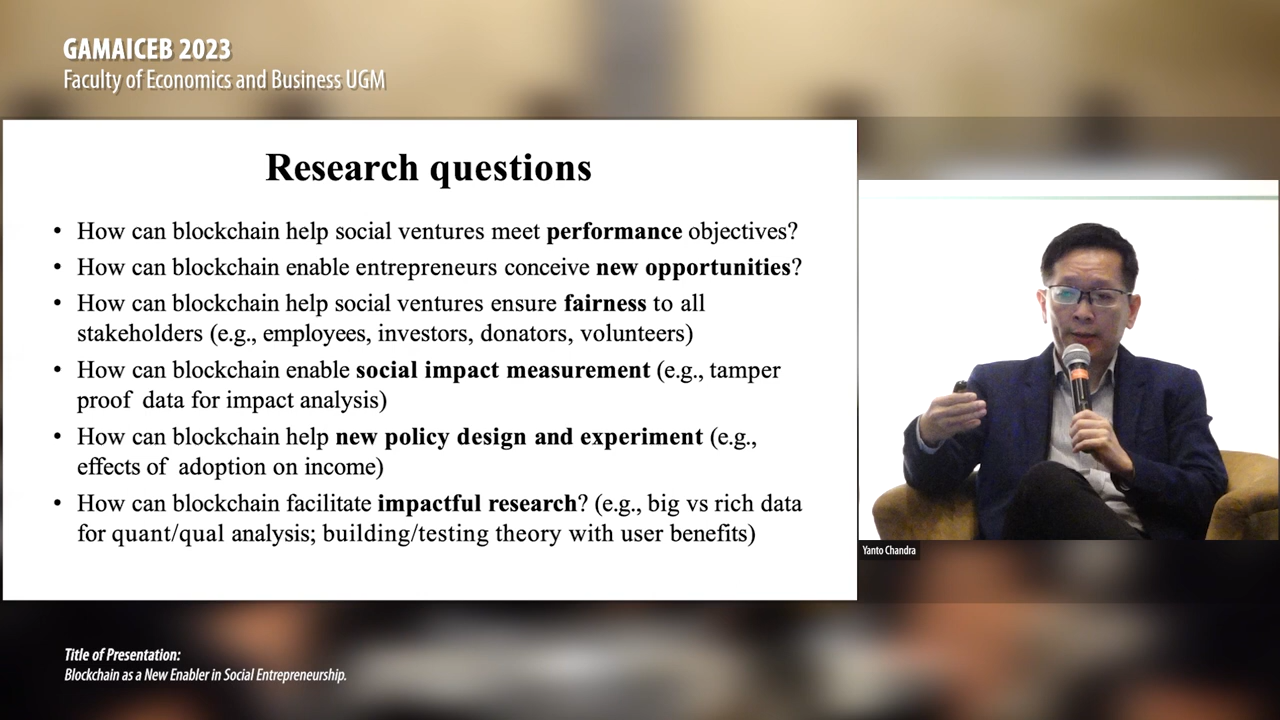 GAMAICEB 2023
Faculty of Economics and Business UGM
Research questions
• How can blockchain help social ventures meet performance objectives?
• How can blockchain enable entrepreneurs conceive new opportunities?
• How can blockchain help social ventures ensure fairness to all
stakeholders (e.g., employees, investors, donators, volunteers)
• How can blockchain enable social impact measurement (e.g., tamper
proof data for impact analysis)
• How can blockchain help new policy design and experiment (e.g.,
effects of adoption on income)
• How can blockchain facilitate impactful research? (e.g., big vs rich data
for quant/qual analysis; building/testing theory with user benefits)
Yanto Chandra
Title of Presentation:
Blockchain as a New Enabler in Social Entrepreneurship.